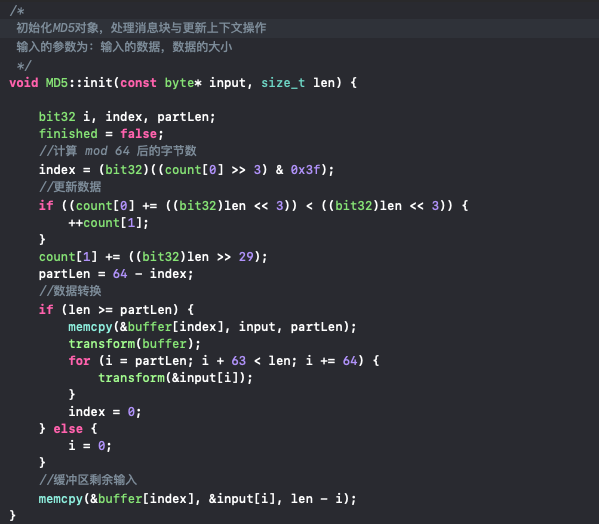 /*
 初始化MD5对象，处理消息块与更新上下文操作
 输入的参数为：输入的数据，数据的大小
 */
void MD5::init(const byte* input, size_t len) {

    bit32 i, index, partLen;
    finished = false;
    //计算 mod 64 后的字节数
    index = (bit32)((count[0] >> 3) & 0x3f);
    //更新数据
    if ((count[0] += ((bit32)len << 3)) < ((bit32)len << 3)) {
        ++count[1];
    }
    count[1] += ((bit32)len >> 29);
    partLen = 64 - index;
    //数据转换
    if (len >= partLen) {
        memcpy(&buffer[index], input, partLen);
        transform(buffer);
        for (i = partLen; i + 63 < len; i += 64) {
            transform(&input[i]);
        }
        index = 0;
    } else {
        i = 0;
    }
    //缓冲区剩余输入
    memcpy(&buffer[index], &input[i], len - i);
}